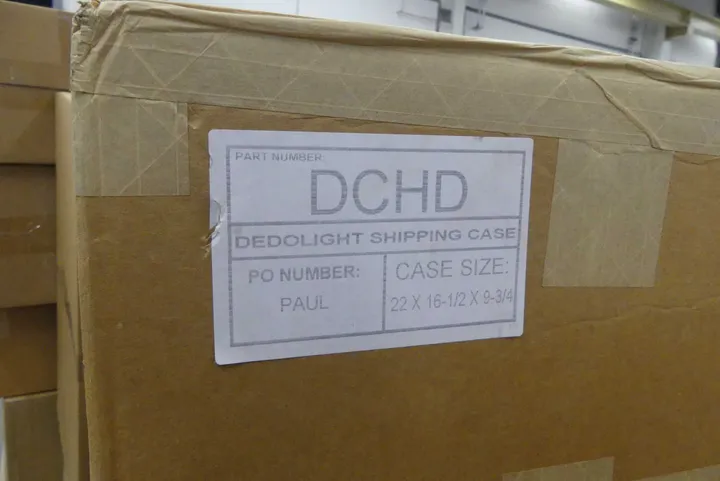 PART NUMBER:
DCHD
DEDOLIGHT SHIPPING CASE
PO NUMBER:
PAUL
CASE SIZE:
22 X 16-1/2 X 9-3/4